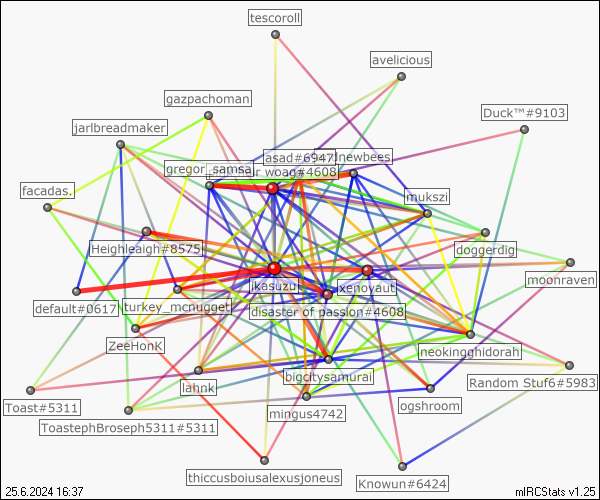 tescoroll
avelicious
gazpachoman
Duck™#9103
jarlbreadmaker
asad#6947
newbees
gregor_samsa
woag#4608
facadas.
mukszi
Heighleaigh#8575
doggerdig
jkasuzu
xenoyaut
moonraven
default#0617
turkey_mcnugget
disaster of passion#4608
ZeeHonK
neokingghidorah
lahnk
bigcitysamurai
Random Stuf6#5983
Toast#5311
mingus4742
ogshroom
ToastephBroseph5311#5311
thiccusboiusalexusjoneus
Knowun#6424
25.6.2024 16:37
mIRCStats v1.25